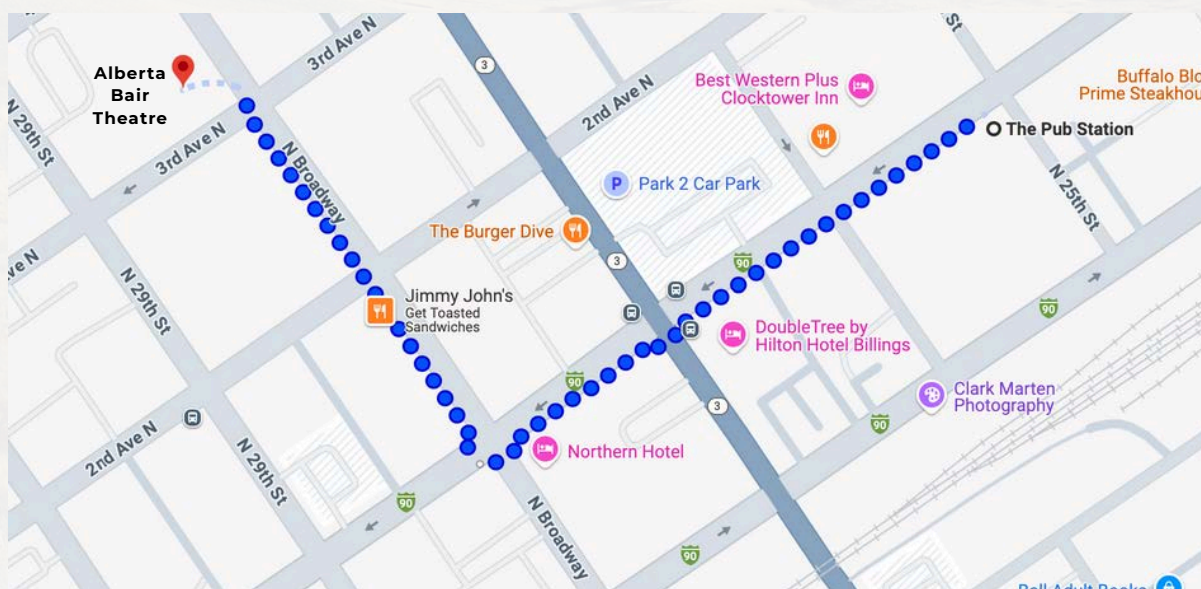 Alberta
Bair
Theatre
3rd Ave N
3
St
Best Western Plus
Clocktower Inn
Buffalo Blo
Prime Steakhou
N 29th St
3rd Ave N
N Broadway
2nd Ave N
The Pub Station
P
Park 2 Car Park
N 25th St
The Burger Dive
ve N
3
90
N 29th St
Jimmy John's
Get Toasted
Sandwiches
DoubleTree by
Hilton Hotel Billings
90
90
3
Clark Marten
Photography
90
2nd Ave N
N 29th St
Northern Hotel
90
N Broadway
90